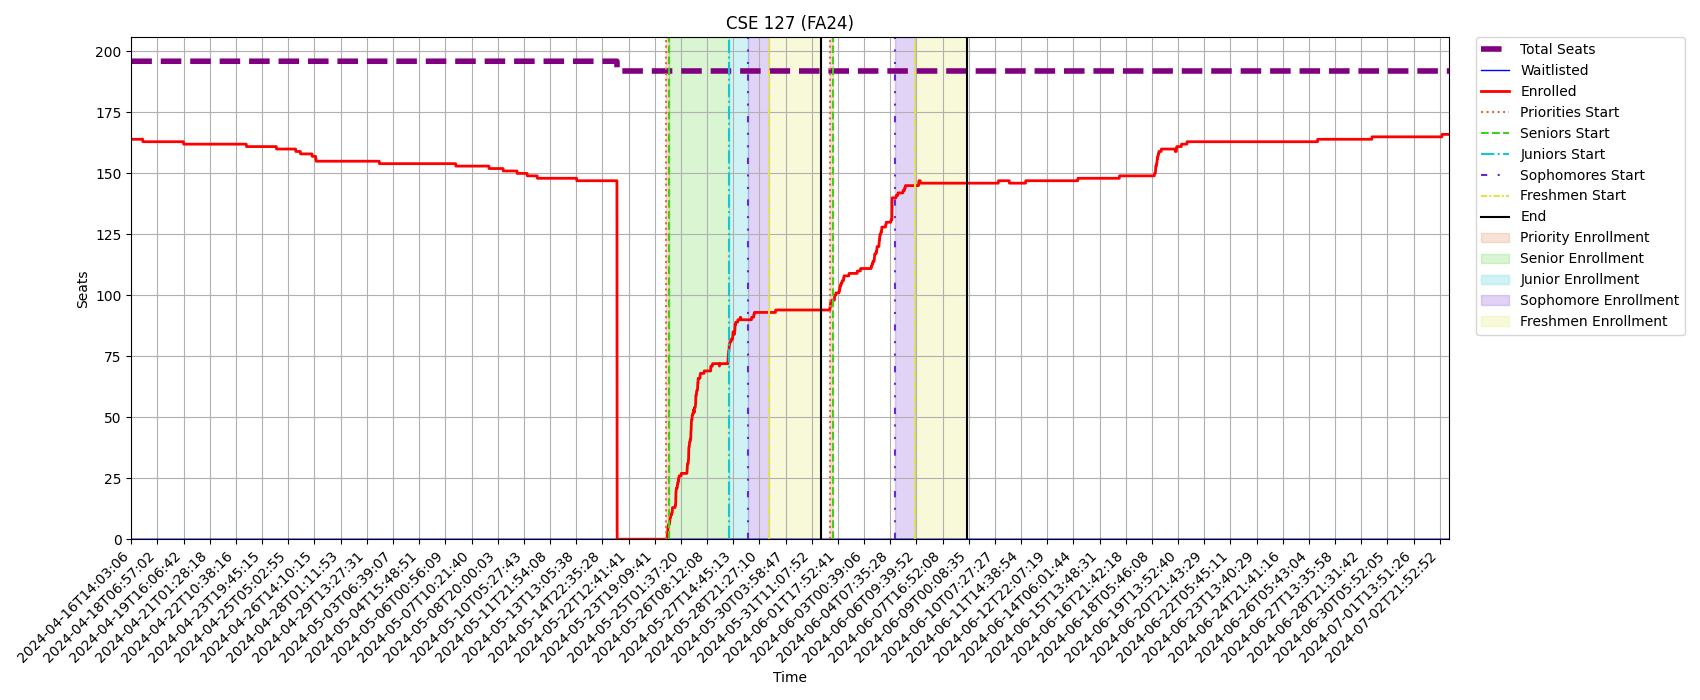 CSE 127 (FA24)
200
175
150
125
100
75
50
25
0
Seats
2024-04-16T14:03:06
2024-04-18T06:57:02
2024-04-19T16:06:42
2024-04-21T01:28:18
2024-04-22T10:38:16
2024-04-23T19:45:15
2024-04-25T05:02:55
2024-04-26T14:10:15
2024-04-28T01:11:53
2024-04-29T13:27:31
2024-05-03T06:39:07
2024-05-04T15:48:51
2024-05-06T00:56:09
2024-05-07T10:21:40
2024-05-08T20:00:03
2024-05-10T05:27:43
2024-05-11T21:54:08
2024-05-13T13:05:38
2024-05-14T22:35:28
2024-05-22T12:41:41
2024-05-23T19:09:41
2024-05-25T01:37:20
2024-05-26T08:12:08
2024-05-27T14:45:13
2024-05-28T21:27:10
2024-05-30T03:58:47
2024-05-31T11:07:52
2024-06-01T17:52:41
2024-06-03T00:39:06
2024-06-04T07:35:28
2024-06-06T09:39:52
2024-06-07T16:52:08
2024-06-09T00:08:35
2024-06-10T07:27:27
2024-06-11T14:38:54
2024-06-12T22:07:19
2024-06-14T06:01:44
2024-06-15T13:48:31
2024-06-16T21:42:18
2024-06-18T05:46:08
2024-06-19T13:52:40
2024-06-20T21:43:29
2024-06-22T05:45:11
2024-06-23T13:40:29
2024-06-24T21:41:16
2024-06-26T05:43:04
2024-06-27T13:35:58
2024-06-28T21:31:42
2024-06-30T05:52:05
2024-07-01T13:51:26
2024-07-02T21:52:52
Time
Total Seats
Waitlisted
Enrolled
Priorities Start
Seniors Start
Juniors Start
Sophomores Start
Freshmen Start
End
Priority Enrollment
Senior Enrollment
Junior Enrollment
Sophomore Enrollment
Freshmen Enrollment